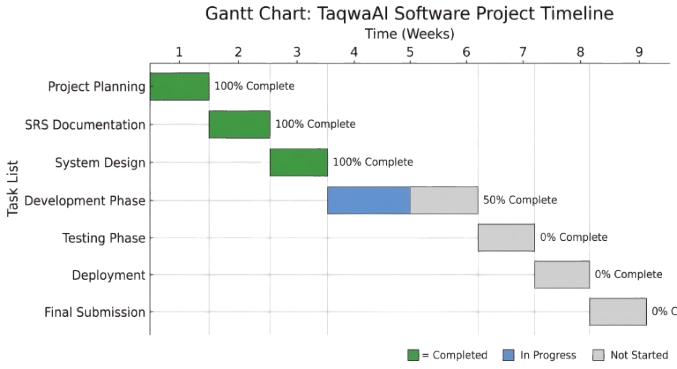 Gantt Chart: TaqwaAI Software Project Timeline
Time (Weeks)
1 2 3 4 5 6 7 8 9
Task List
Project Planning 100% Complete
SRS Documentation 100% Complete
System Design 100% Complete
Development Phase 50% Complete
Testing Phase 0% Complete
Deployment 0% Complete
Final Submission 0% C
= Completed In Progress Not Started